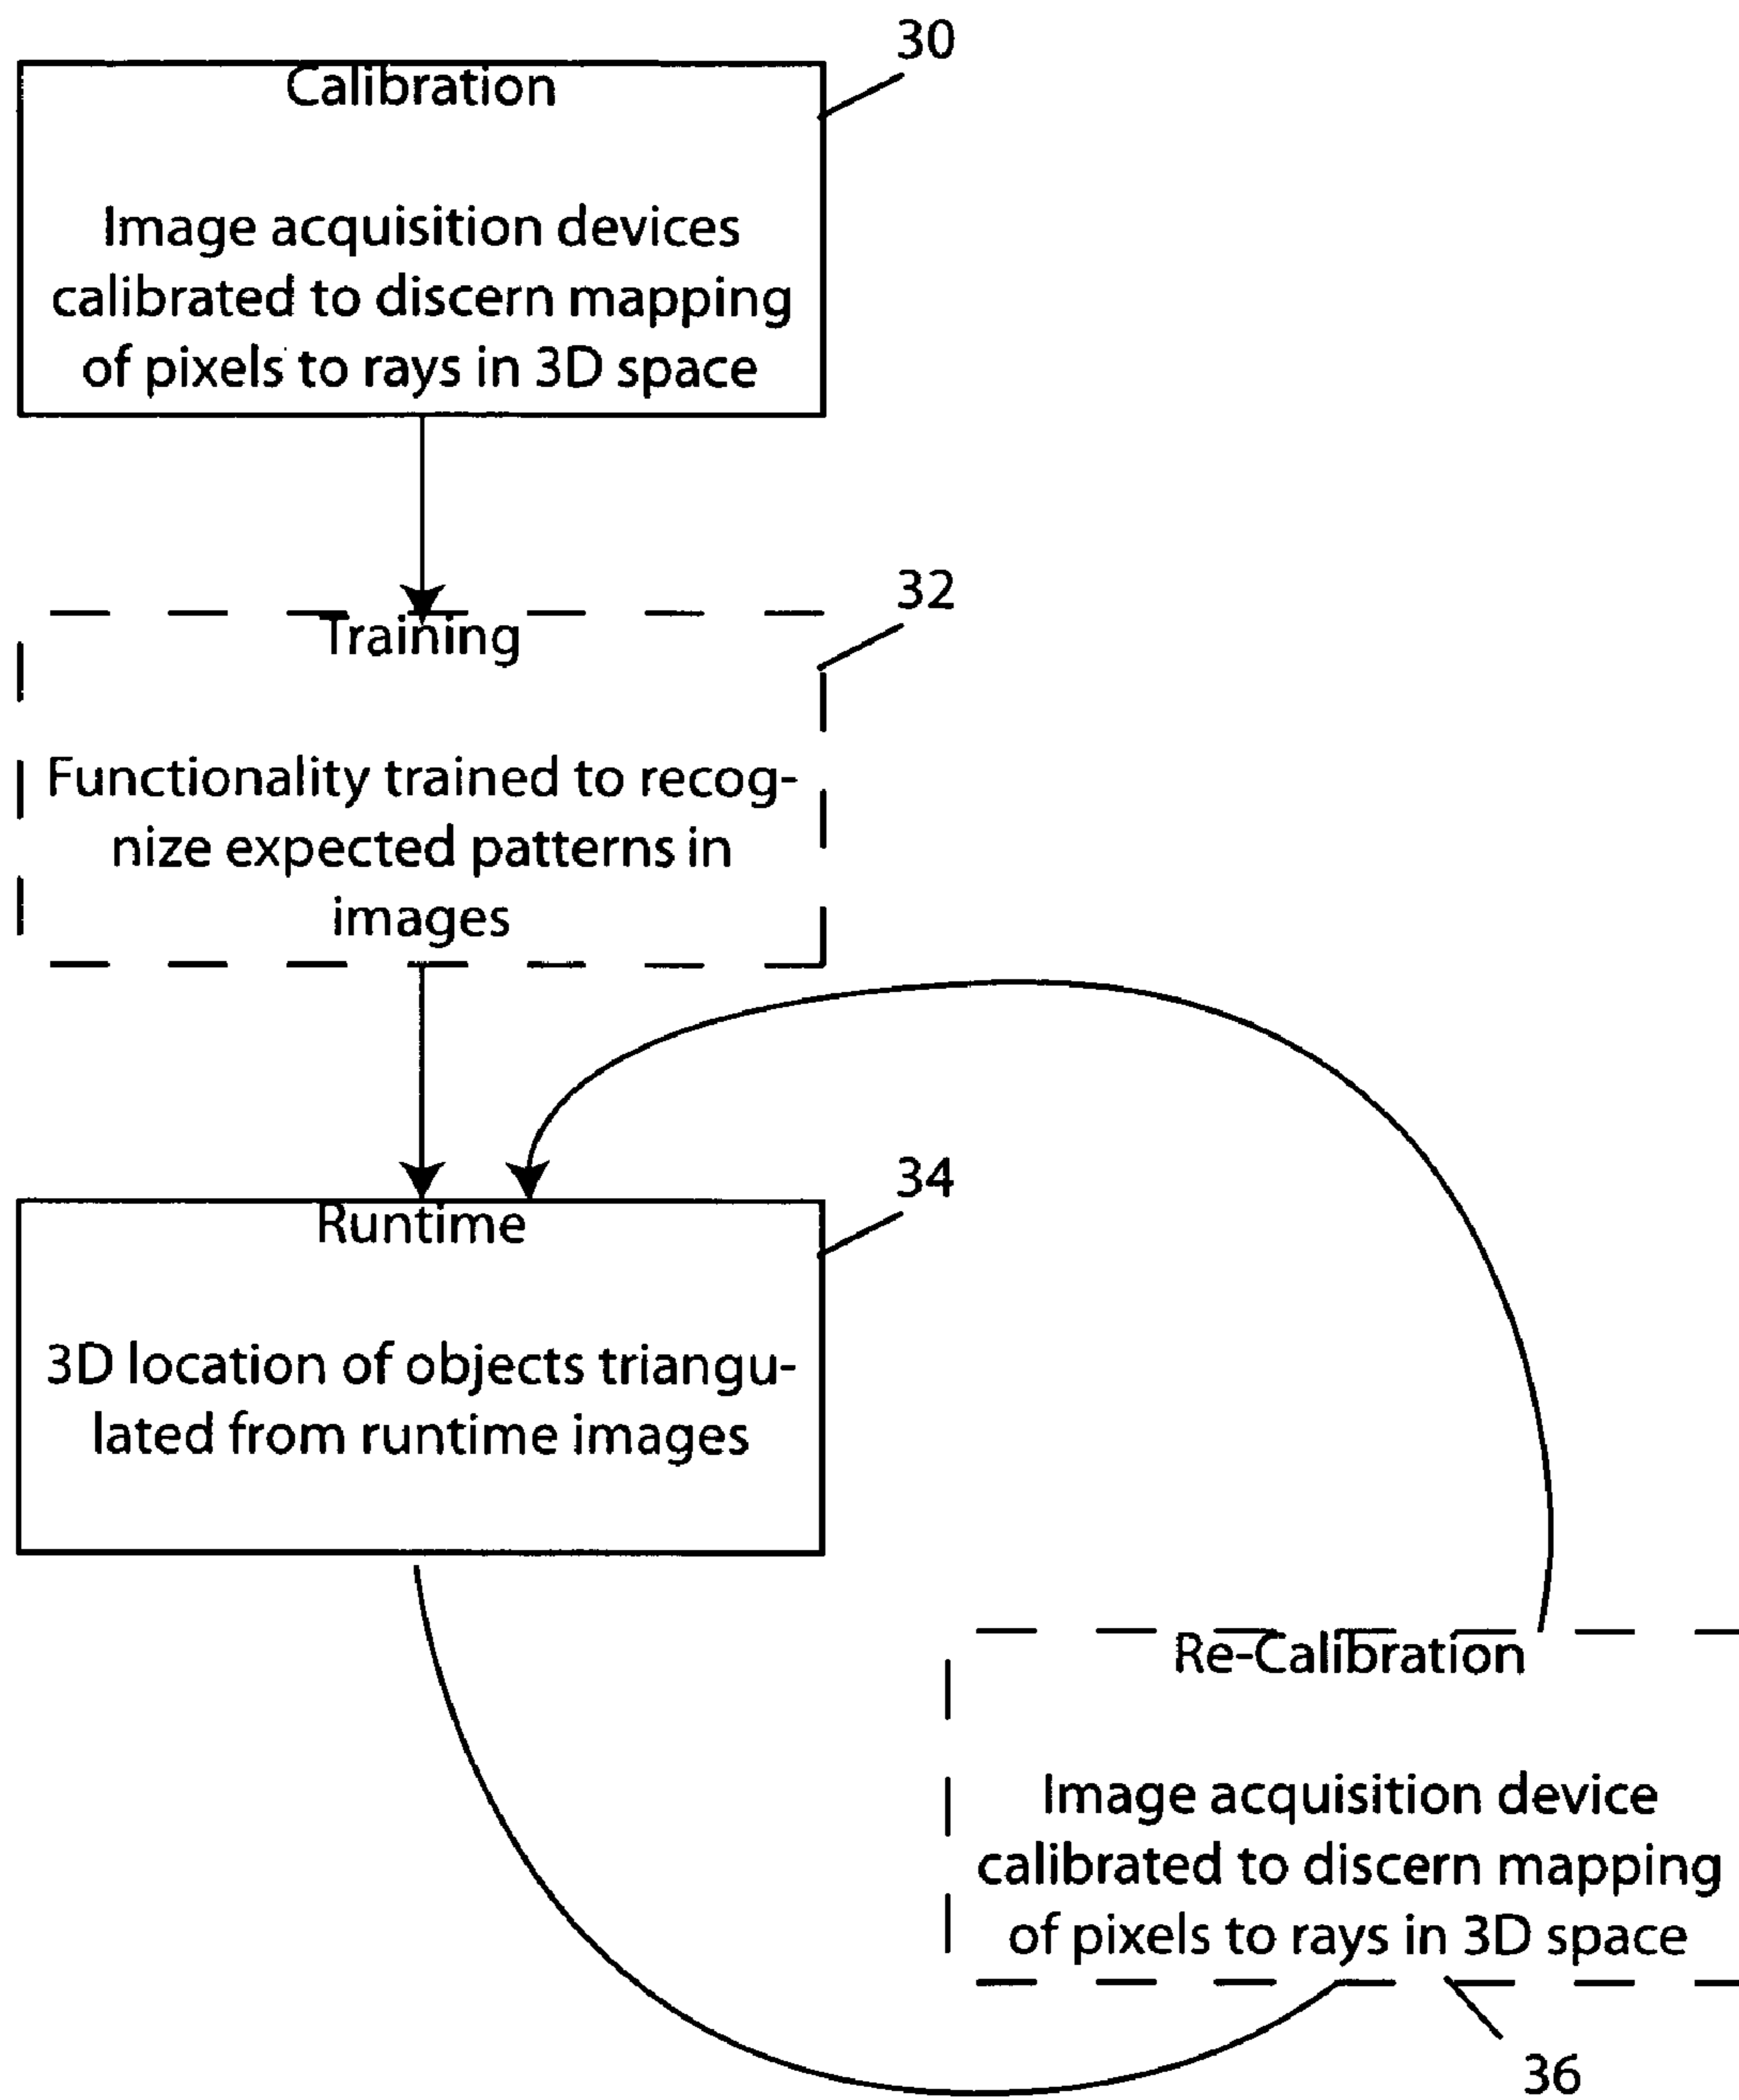 30
Calibration
Image acquisition devices
calibrated to discern mapping
of pixels to rays in 3D space
32
Training
Functionality trained to recog-
nize expected patterns in
images
34
Runtime
3D location of objects triangu-
lated from runtime images
Re-Calibration
Image acquisition device
calibrated to discern mapping
of pixels to rays in 3D space
36